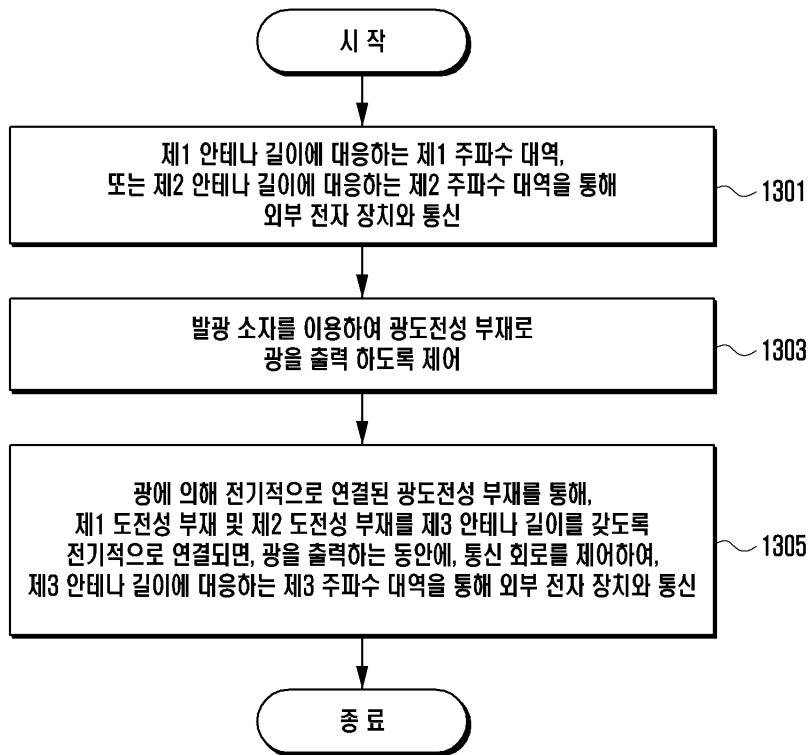 시 작
제1 안테나 길이에 대응하는 제1 주파수 대역,
또는 제2 안테나 길이에 대응하는 제2 주파수 대역을 통해
외부 전자 장치와 통신
1301
발광 소자를 이용하여 광도전성 부재로
광을 출력 하도록 제어
1303
광에 의해 전기적으로 연결된 광도전성 부재를 통해,
제1 도전성 부재 및 제2 도전성 부재를 제3 안테나 길이를 갖도록
전기적으로 연결되면, 광을 출력하는 동안에, 통신 회로를 제어하여,
제3 안테나 길이에 대응하는 제3 주파수 대역을 통해 외부 전자 장치와 통신
1305
종 료